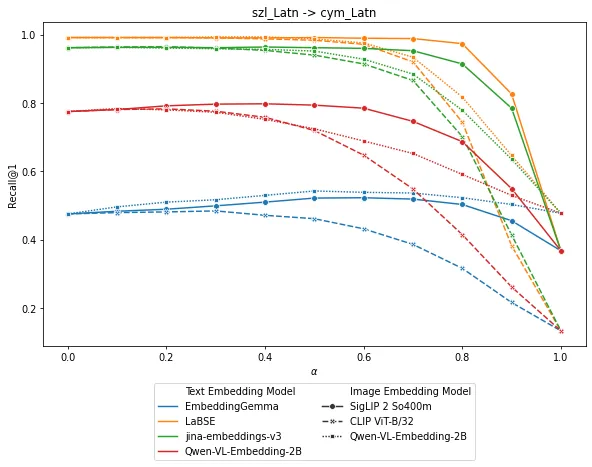 szl_Latn -> cym_Latn
Recall@1
1.0
0.8
0.6
0.4
0.2
0.0 0.2 0.4 0.6 0.8 1.0
α
Text Embedding Model Image Embedding Model
EmbeddingGemma SigLIP 2 So400m
LaBSE CLIP ViT-B/32
jina-embeddings-v3 Qwen-VL-Embedding-2B
Qwen-VL-Embedding-2B